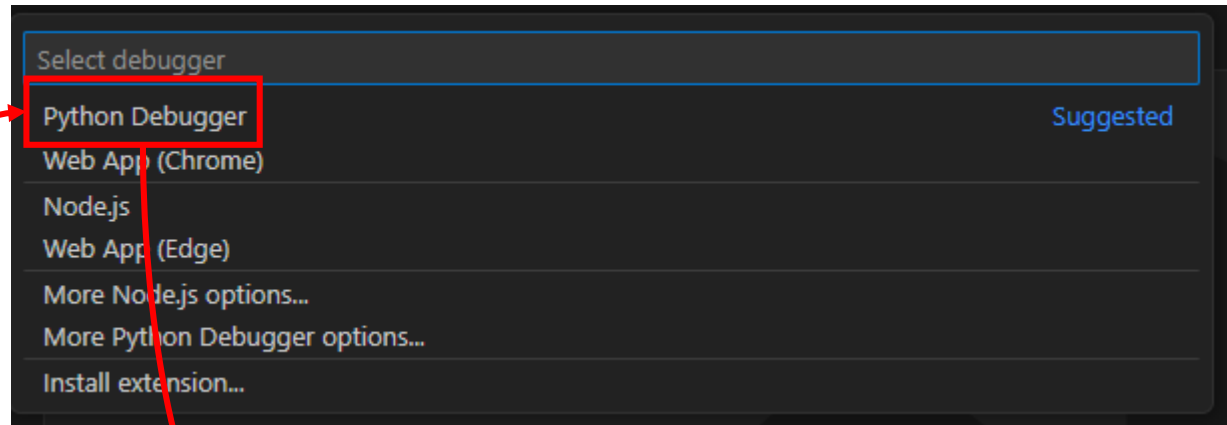 Select debugger
Python Debugger Suggested
Web App (Chrome)
Node.js
Web App (Edge)
More Node.js options...
More Python Debugger options...
Install extension...